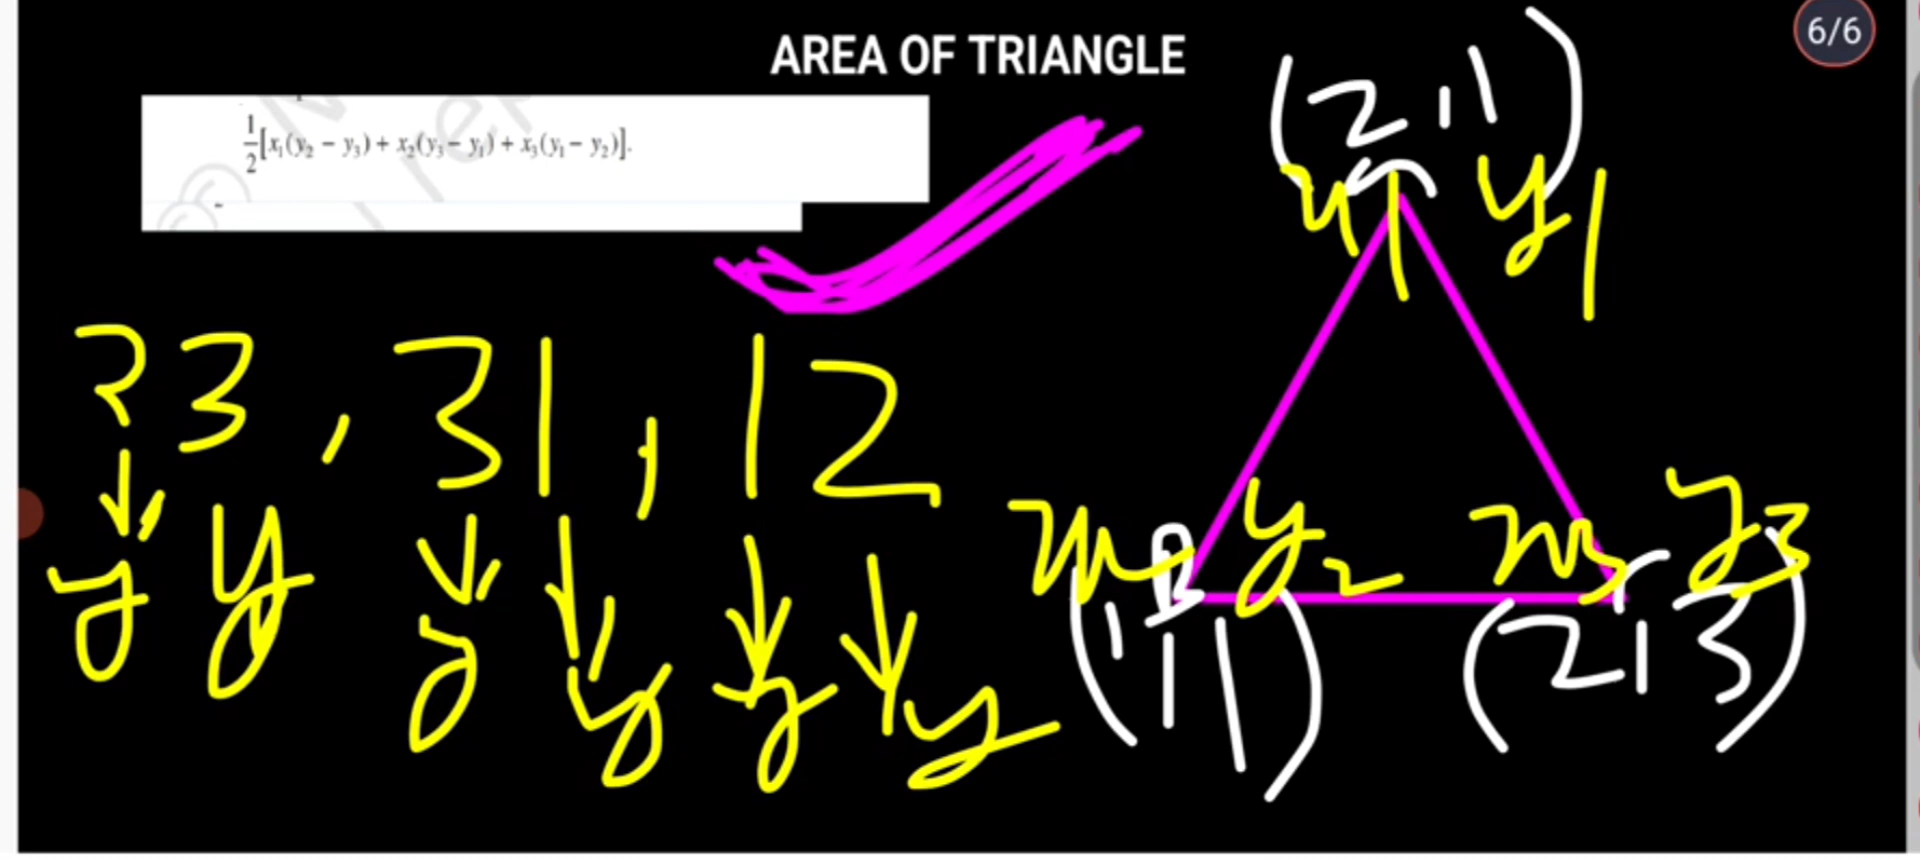 AREA OF TRIANGLE
6/6
1/2[x₁(y₂ − y₃) + x₂(y₃ − y₁) + x₃(y₁ − y₂)].
(2,1)
x1 y1
23, 31, 12
y y y y y y
B y2 x3 y3
(1,1) (2,3)